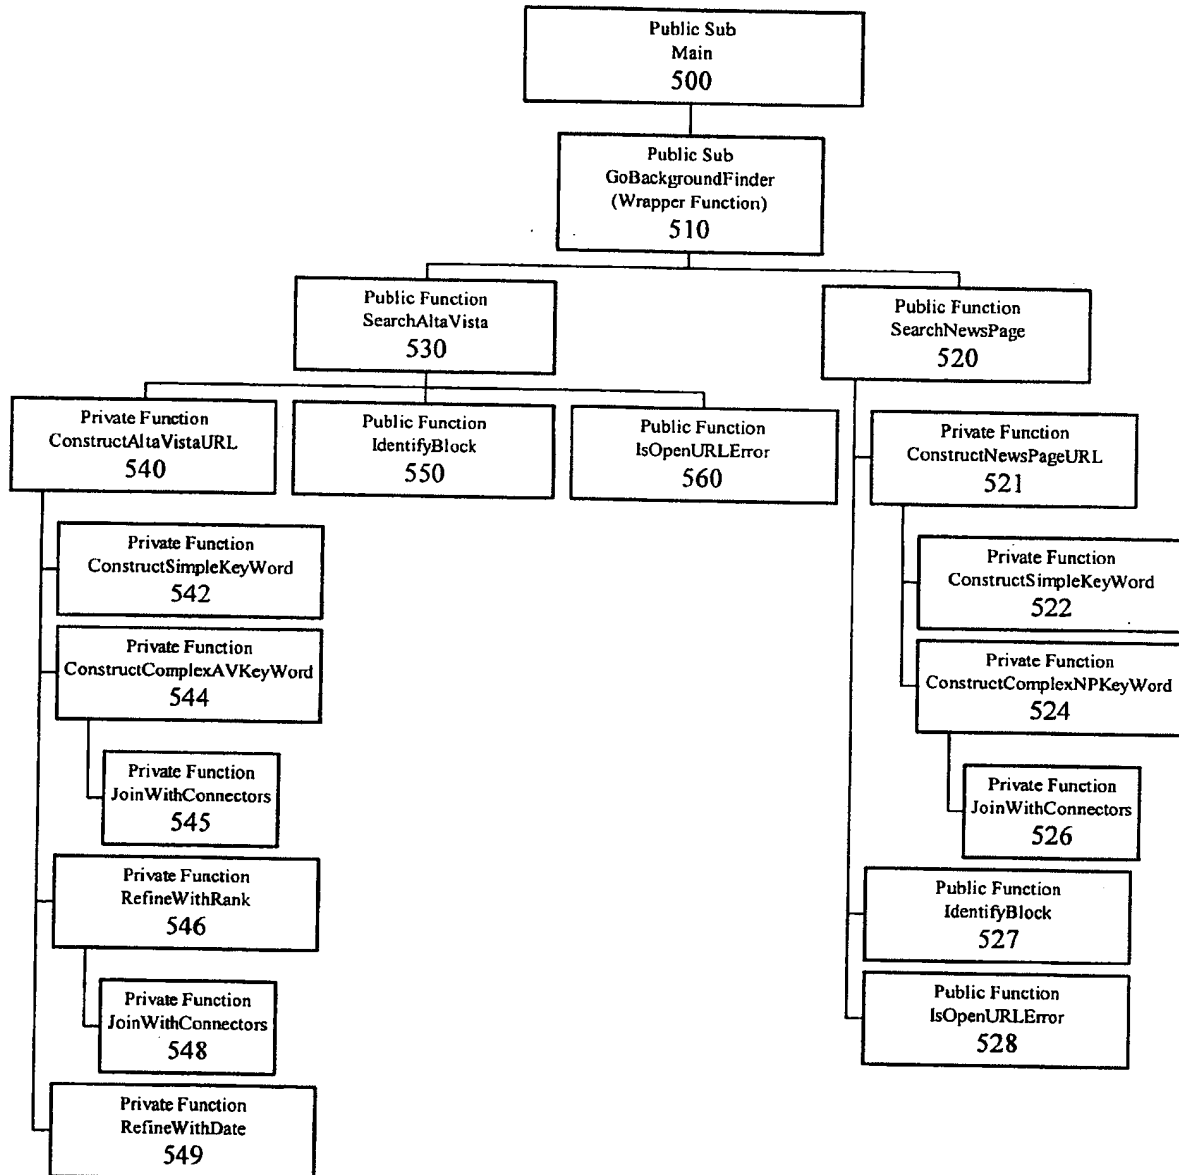 Public Sub
Main
500
Public Sub
GoBackgroundFinder
(Wrapper Function)
510
Public Function
SearchAltaVista
530
Public Function
SearchNewsPage
520
Private Function
ConstructAltaVistaURL
540
Public Function
IdentifyBlock
550
Public Function
IsOpenURLError
560
Private Function
ConstructNewsPageURL
521
Private Function
ConstructSimpleKeyWord
542
Private Function
ConstructSimpleKeyWord
522
Private Function
ConstructComplexAVKeyWord
544
Private Function
ConstructComplexNPKeyWord
524
Private Function
JoinWithConnectors
545
Private Function
JoinWithConnectors
526
Private Function
RefineWithRank
546
Public Function
IdentifyBlock
527
Private Function
JoinWithConnectors
548
Public Function
IsOpenURLError
528
Private Function
RefineWithDate
549